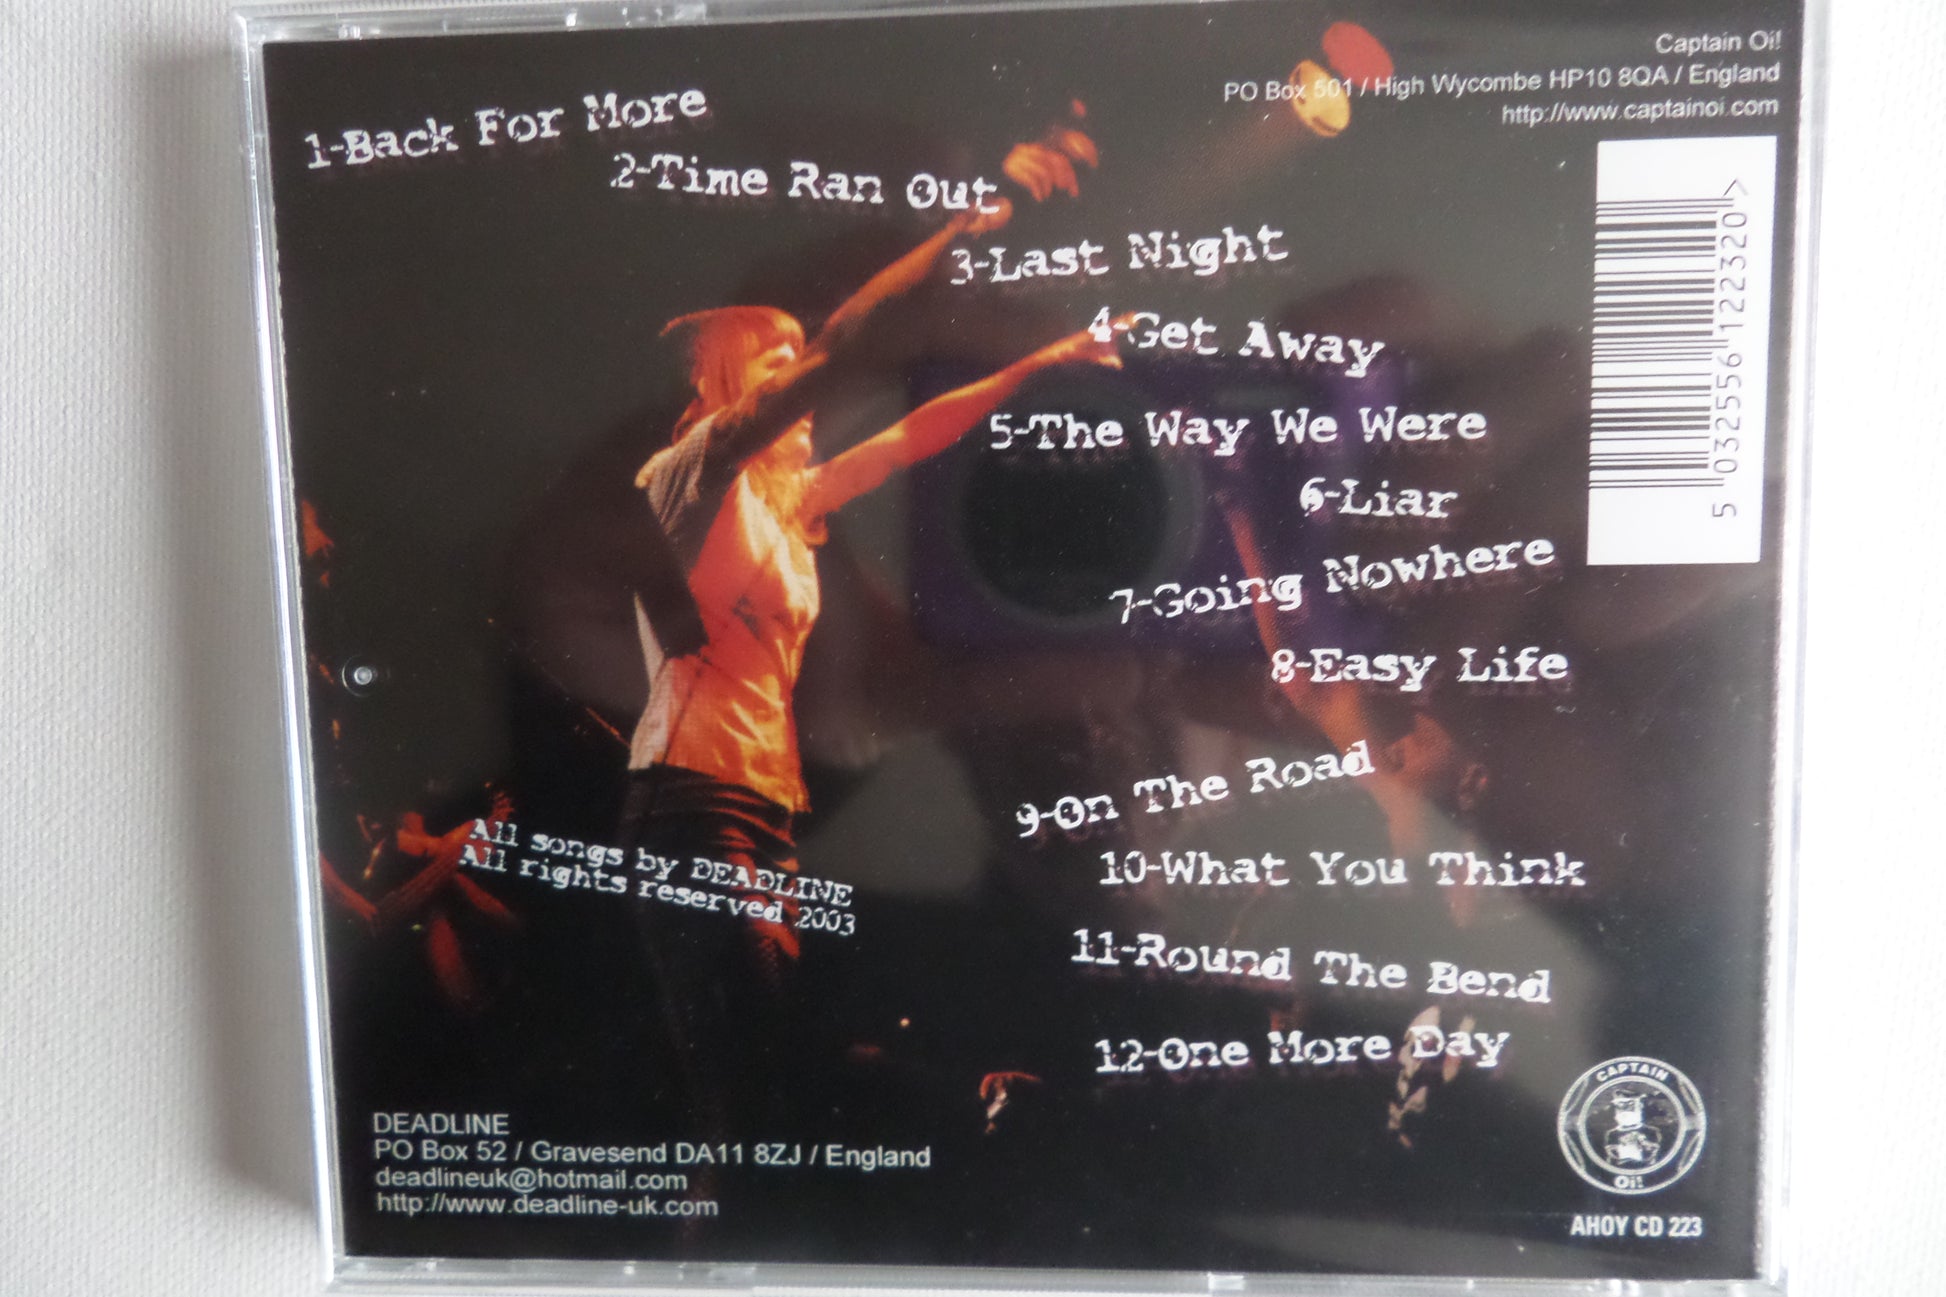 Captain Oi!
PO Box 501 / High Wycombe HP10 8QA / England
http://www.captainoi.com
1-Back For More
2-Time Ran Out
3-Last Night
4-Get Away
5-The Way We Were
6-Liar
7-Going Nowhere
8-Easy Life
9-On The Road
10-What You Think
11-Round The Bend
12-One More Day
5 032556 122320 >
All songs by DEADLINE
All rights reserved 2003
DEADLINE
PO Box 52 / Gravesend DA11 8ZJ / England
deadlineuk@hotmail.com
http://www.deadline-uk.com
CAPTAIN
Oi!
AHOY CD 223